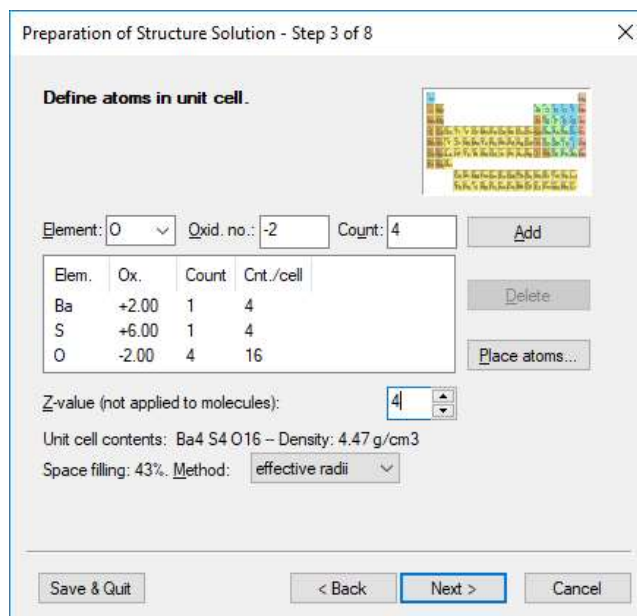 Preparation of Structure Solution - Step 3 of 8
Define atoms in unit cell.
Element: O Oxid. no.: -2 Count: 4 Add
Elem. Ox. Count Cnt./cell
Ba +2.00 1 4
S +6.00 1 4
O -2.00 4 16
Delete
Place atoms...
Z-value (not applied to molecules): 4
Unit cell contents: Ba4 S4 O16 -- Density: 4.47 g/cm3
Space filling: 43%. Method: effective radii
Save & Quit < Back Next > Cancel